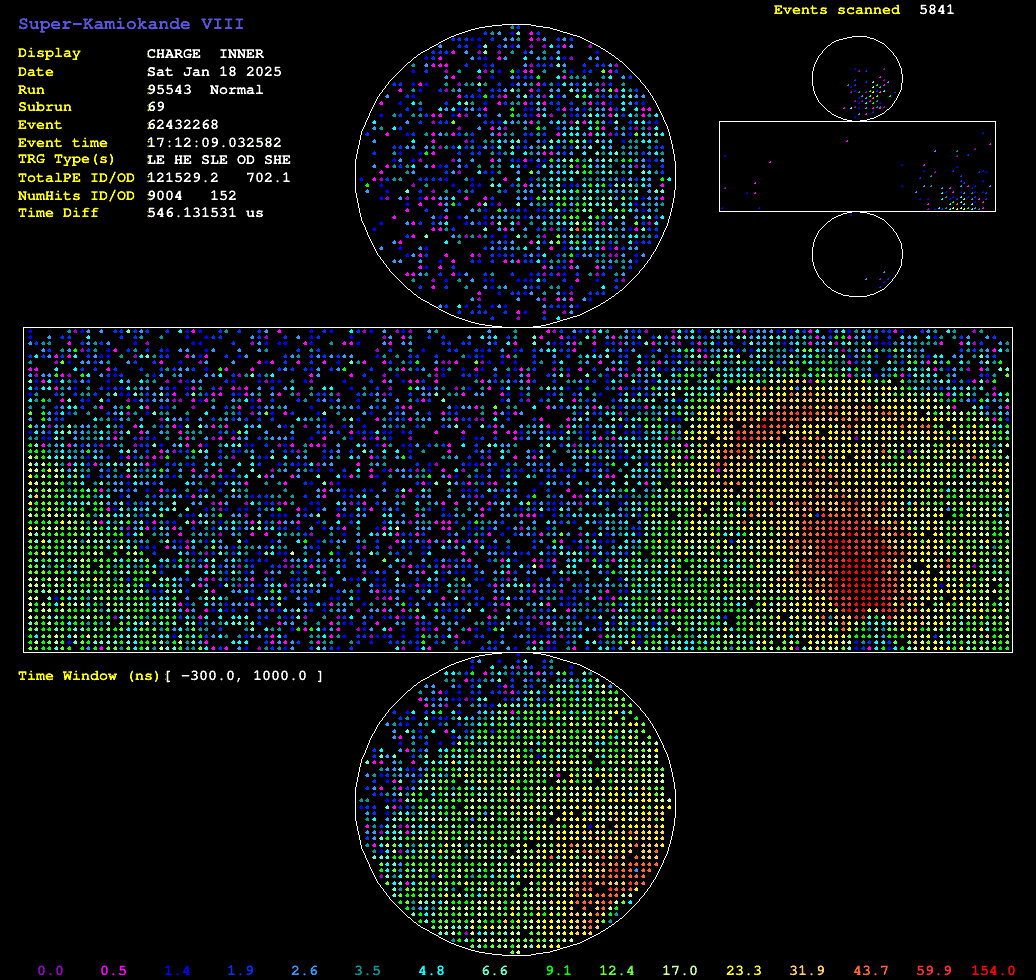 Events scanned 5841
Super-Kamiokande VIII
Display CHARGE INNER
Date Sat Jan 18 2025
Run 95543 Normal
Subrun 69
Event 62432268
Event time 17:12:09.032582
TRG Type(s) LE HE SLE OD SHE
TotalPE ID/OD 121529.2 702.1
NumHits ID/OD 9004 152
Time Diff 546.131531 us
Time Window (ns)[ -300.0, 1000.0 ]
0.0 0.5 1.4 1.9 2.6 3.5 4.8 6.6 9.1 12.4 17.0 23.3 31.9 43.7 59.9 154.0